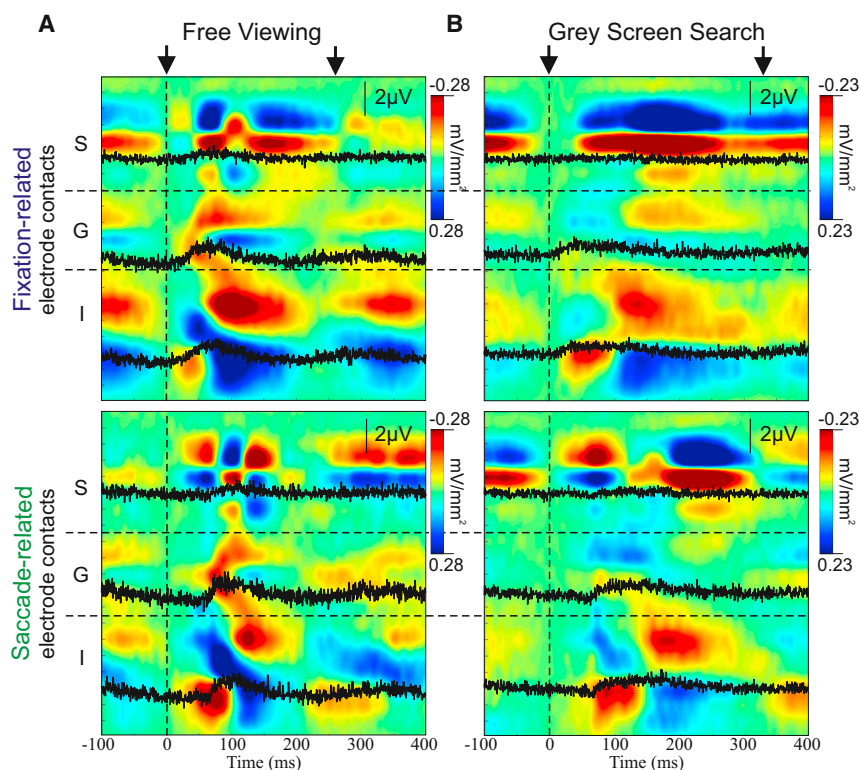 A
Free Viewing
B
Grey Screen Search
Fixation-related
electrode contacts
S
G
I
2µV
-0.28
mV/mm²
0.28
2µV
-0.23
mV/mm²
0.23
Saccade-related
electrode contacts
S
G
I
2µV
-0.28
mV/mm²
0.28
2µV
-0.23
mV/mm²
0.23
-100 0 100 200 300 400
Time (ms)
-100 0 100 200 300 400
Time (ms)